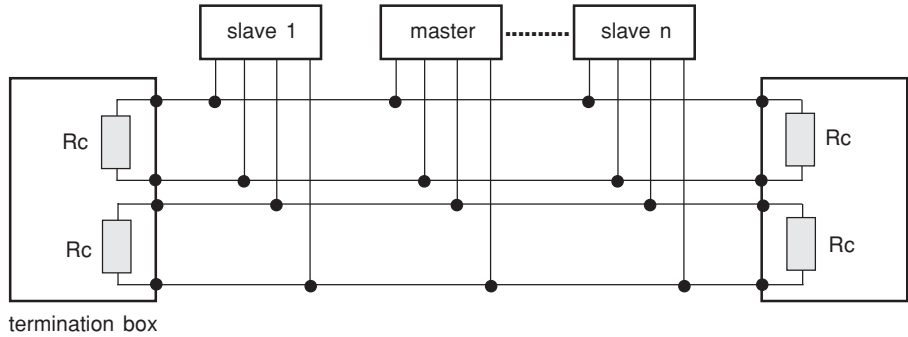 slave 1
master
slave n
Rc
Rc
Rc
Rc
termination box